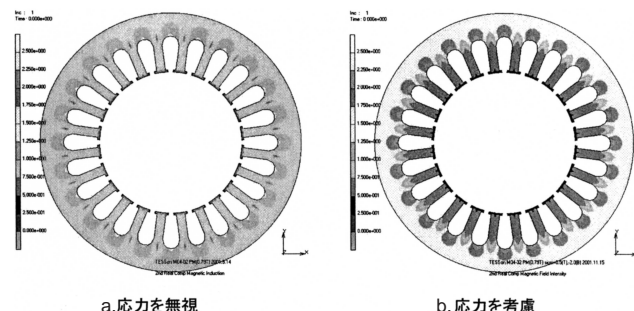 Inc : 1
Time : 0.000e+000
2.500e+000
2.250e+000
2.000e+000
1.750e+000
1.500e+000
1.250e+000
1.000e+000
7.500e-001
5.000e-001
2.500e-001
0.000e+000
2nd Real Comp Magnetic Induction
a.応力を無視
Inc : 1
Time : 0.000e+000
2.500e+000
2.250e+000
2.000e+000
1.750e+000
1.500e+000
1.250e+000
1.000e+000
7.500e-001
5.000e-001
2.500e-001
0.000e+000
2nd Real Comp Magnetic Field Intensity
b.応力を考慮